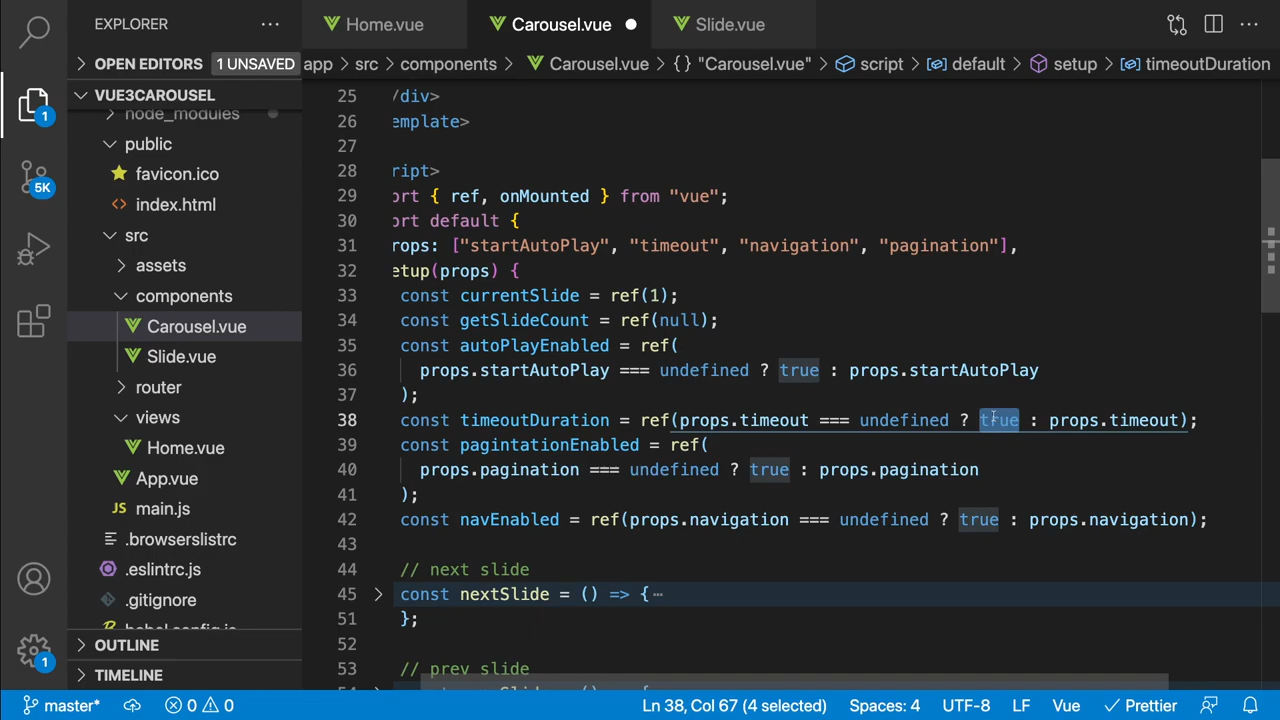 EXPLORER
Home.vue
Carousel.vue
Slide.vue
OPEN EDITORS 1 UNSAVED
app > src > components > Carousel.vue > {} "Carousel.vue" > script > default > setup > timeoutDuration
VUE3CAROUSEL
node_modules
public
favicon.ico
index.html
src
assets
components
Carousel.vue
Slide.vue
router
views
Home.vue
App.vue
JS main.js
.browserslistrc
.eslintrc.js
.gitignore
babel.config.js
OUTLINE
TIMELINE
1
5K
1
25 /div>
26 emplate>
27
28 ript>
29 ort { ref, onMounted } from "vue";
30 ort default {
31 rops: ["startAutoPlay", "timeout", "navigation", "pagination"],
32 etup(props) {
33 const currentSlide = ref(1);
34 const getSlideCount = ref(null);
35 const autoPlayEnabled = ref(
36 props.startAutoPlay === undefined ? true : props.startAutoPlay
37 );
38 const timeoutDuration = ref(props.timeout === undefined ? true : props.timeout);
39 const pagintationEnabled = ref(
40 props.pagination === undefined ? true : props.pagination
41 );
42 const navEnabled = ref(props.navigation === undefined ? true : props.navigation);
43
44 // next slide
45 const nextSlide = () => {⋯
51 };
52
53 // prev slide
master* 0 0 Ln 38, Col 67 (4 selected) Spaces: 4 UTF-8 LF Vue Prettier